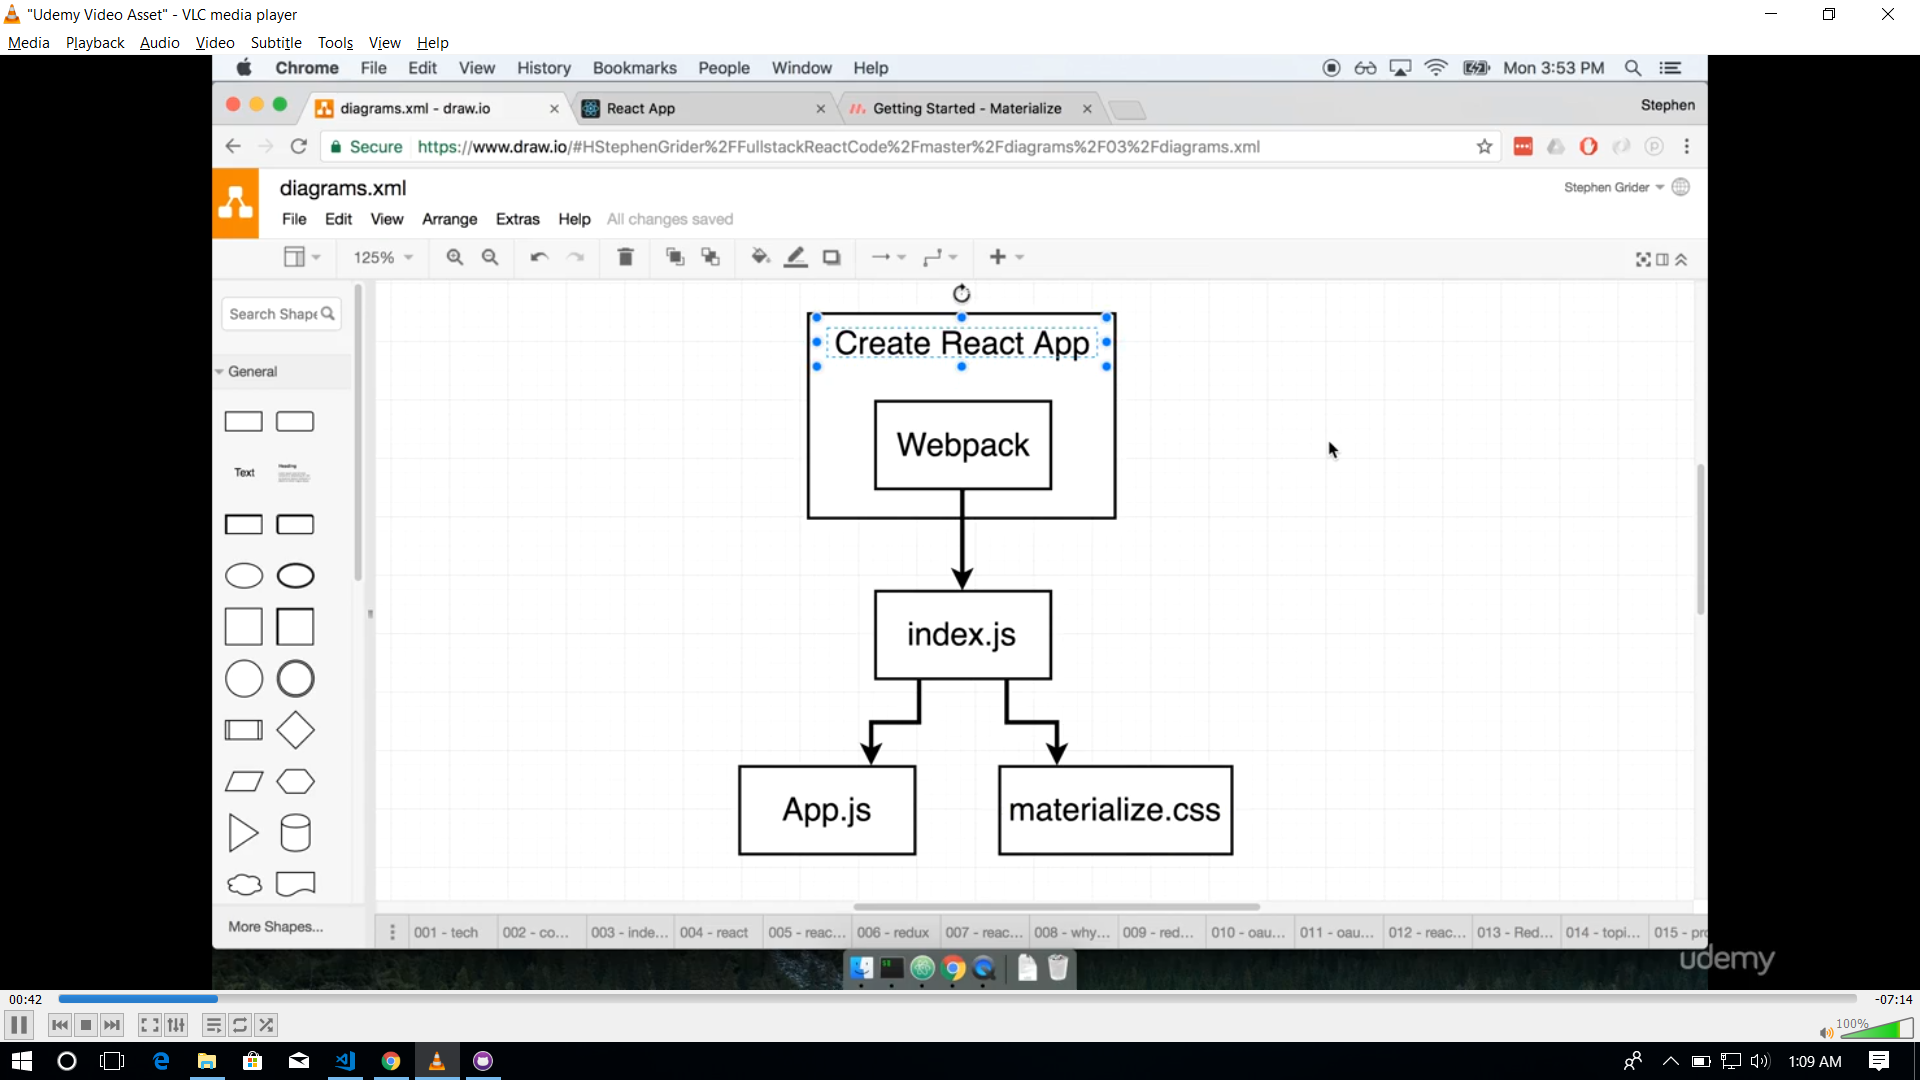 "Udemy Video Asset" - VLC media player
Media Playback Audio Video Subtitle Tools View Help
Chrome File Edit View History Bookmarks People Window Help
Mon 3:53 PM
diagrams.xml - draw.io
React App
Getting Started - Materialize
Stephen
Secure https://www.draw.io/#HStephenGrider%2FFullstackReactCode%2Fmaster%2Fdiagrams%2F03%2Fdiagrams.xml
diagrams.xml
Stephen Grider
File Edit View Arrange Extras Help All changes saved
125%
Search Shape
General
Text
Heading
More Shapes...
Create React App
Webpack
index.js
App.js
materialize.css
001 - tech 002 - co... 003 - inde... 004 - react 005 - reac... 006 - redux 007 - reac... 008 - why... 009 - red... 010 - oau... 011 - oau... 012 - reac... 013 - Red... 014 - topi... 015 - pro
udemy
00:42
-07:14
100%
1:09 AM